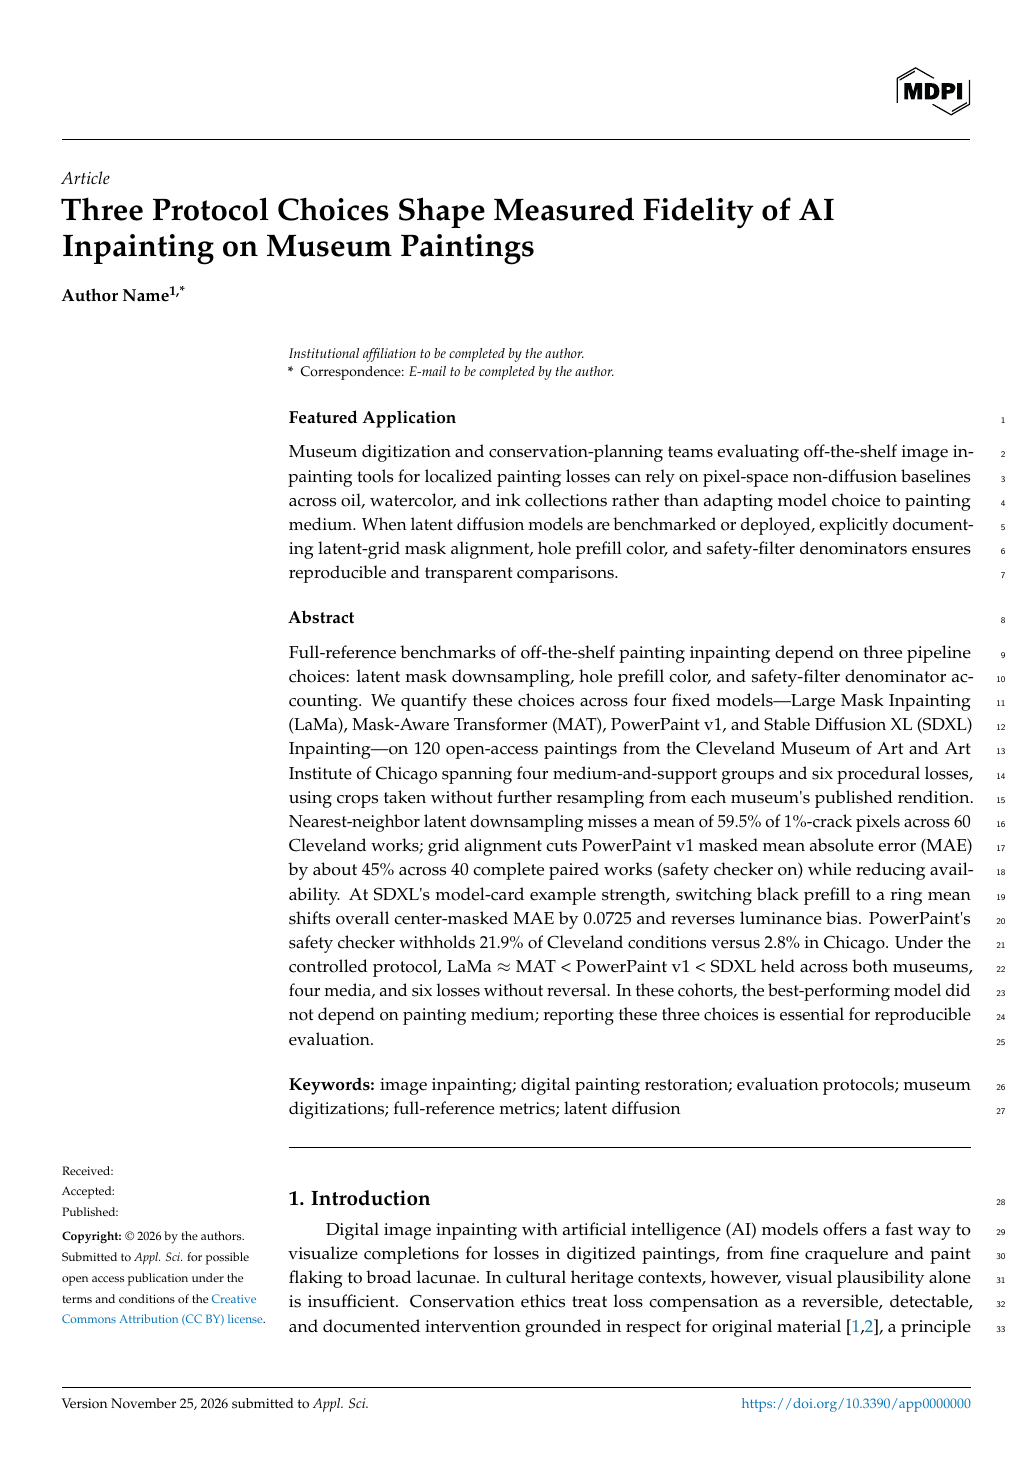 MDPI
Article
Three Protocol Choices Shape Measured Fidelity of AI
Inpainting on Museum Paintings
Author Name1,*
Institutional affiliation to be completed by the author.
* Correspondence: E-mail to be completed by the author.
Featured Application 1
Museum digitization and conservation-planning teams evaluating off-the-shelf image in- 2
painting tools for localized painting losses can rely on pixel-space non-diffusion baselines 3
across oil, watercolor, and ink collections rather than adapting model choice to painting 4
medium. When latent diffusion models are benchmarked or deployed, explicitly document- 5
ing latent-grid mask alignment, hole prefill color, and safety-filter denominators ensures 6
reproducible and transparent comparisons. 7
Abstract 8
Full-reference benchmarks of off-the-shelf painting inpainting depend on three pipeline 9
choices: latent mask downsampling, hole prefill color, and safety-filter denominator ac- 10
counting. We quantify these choices across four fixed models—Large Mask Inpainting 11
(LaMa), Mask-Aware Transformer (MAT), PowerPaint v1, and Stable Diffusion XL (SDXL) 12
Inpainting—on 120 open-access paintings from the Cleveland Museum of Art and Art 13
Institute of Chicago spanning four medium-and-support groups and six procedural losses, 14
using crops taken without further resampling from each museum's published rendition. 15
Nearest-neighbor latent downsampling misses a mean of 59.5% of 1%-crack pixels across 60 16
Cleveland works; grid alignment cuts PowerPaint v1 masked mean absolute error (MAE) 17
by about 45% across 40 complete paired works (safety checker on) while reducing avail- 18
ability. At SDXL's model-card example strength, switching black prefill to a ring mean 19
shifts overall center-masked MAE by 0.0725 and reverses luminance bias. PowerPaint's 20
safety checker withholds 21.9% of Cleveland conditions versus 2.8% in Chicago. Under the 21
controlled protocol, LaMa ≈ MAT < PowerPaint v1 < SDXL held across both museums, 22
four media, and six losses without reversal. In these cohorts, the best-performing model did 23
not depend on painting medium; reporting these three choices is essential for reproducible 24
evaluation. 25
Keywords: image inpainting; digital painting restoration; evaluation protocols; museum 26
digitizations; full-reference metrics; latent diffusion 27
Received:
Accepted:
Published:
Copyright: © 2026 by the authors.
Submitted to Appl. Sci. for possible
open access publication under the
terms and conditions of the Creative
Commons Attribution (CC BY) license.
1. Introduction 28
Digital image inpainting with artificial intelligence (AI) models offers a fast way to 29
visualize completions for losses in digitized paintings, from fine craquelure and paint 30
flaking to broad lacunae. In cultural heritage contexts, however, visual plausibility alone 31
is insufficient. Conservation ethics treat loss compensation as a reversible, detectable, 32
and documented intervention grounded in respect for original material [1,2], a principle 33
Version November 25, 2026 submitted to Appl. Sci.
https://doi.org/10.3390/app0000000